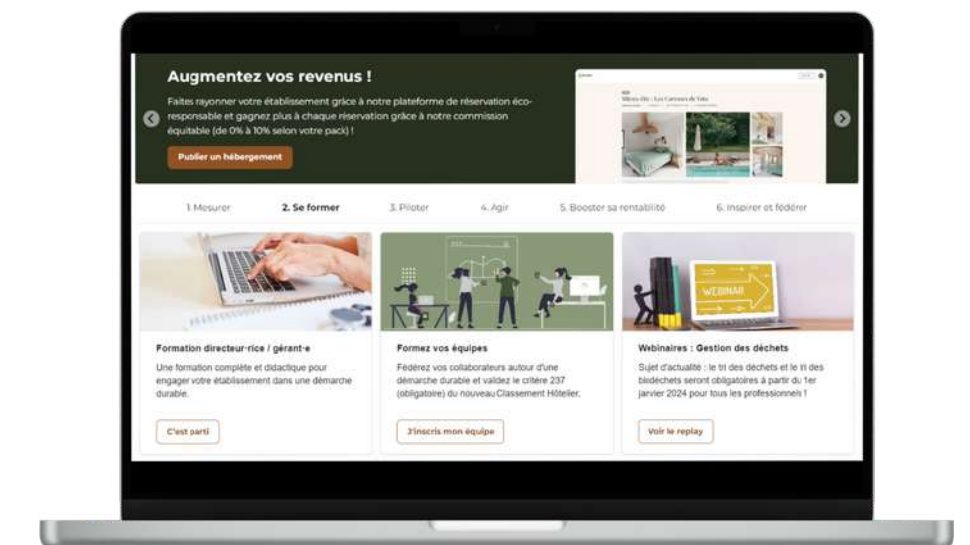 Augmentez vos revenus !
Faites rayonner votre établissement grâce à notre plateforme de réservation éco-
responsable et gagnez plus à chaque réservation grâce à notre commission
équitable (de 0% à 10% selon votre pack) !
Publier un hébergement
1. Mesurer
2. Se former
3. Piloter
4. Agir
5. Booster sa rentabilité
6. Inspirer et fédérer
WEBINAR
Formation directeur·rice / gérant·e
Une formation complète et didactique pour
engager votre établissement dans une démarche
durable.
C'est parti
Formez vos équipes
Fédérez vos collaborateurs autour d'une
démarche durable et validez le critère 237
(obligatoire) du nouveau Classement Hôtelier.
J'inscris mon équipe
Webinaires : Gestion des déchets
Sujet d'actualité : le tri des déchets et le tri des
biodéchets seront obligatoires à partir du 1er
janvier 2024 pour tous les professionnels !
Voir le replay